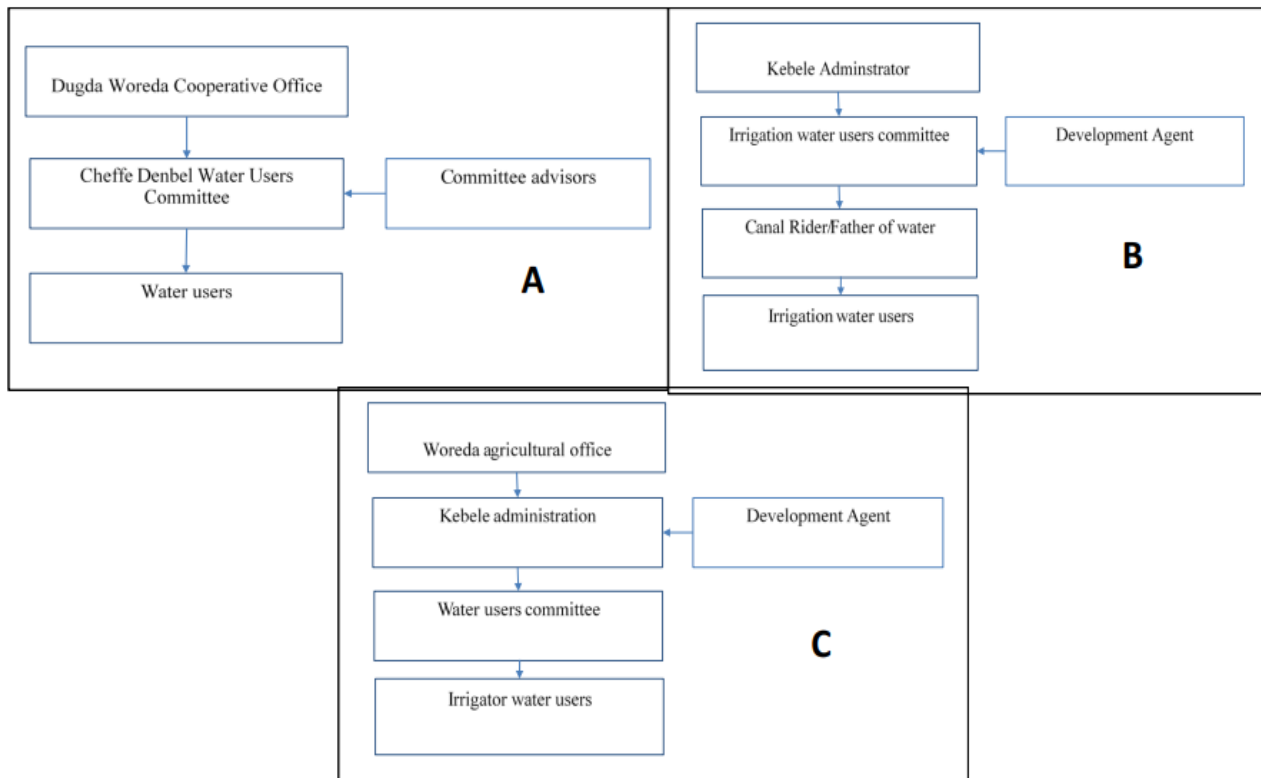 Dugda Woreda Cooperative Office
Cheffe Denbel Water Users
Committee
Committee advisors
Water users
A
Kebele Adminstrator
Irrigation water users committee
Development Agent
Canal Rider/Father of water
Irrigation water users
B
Woreda agricultural office
Kebele administration
Development Agent
Water users committee
Irrigator water users
C